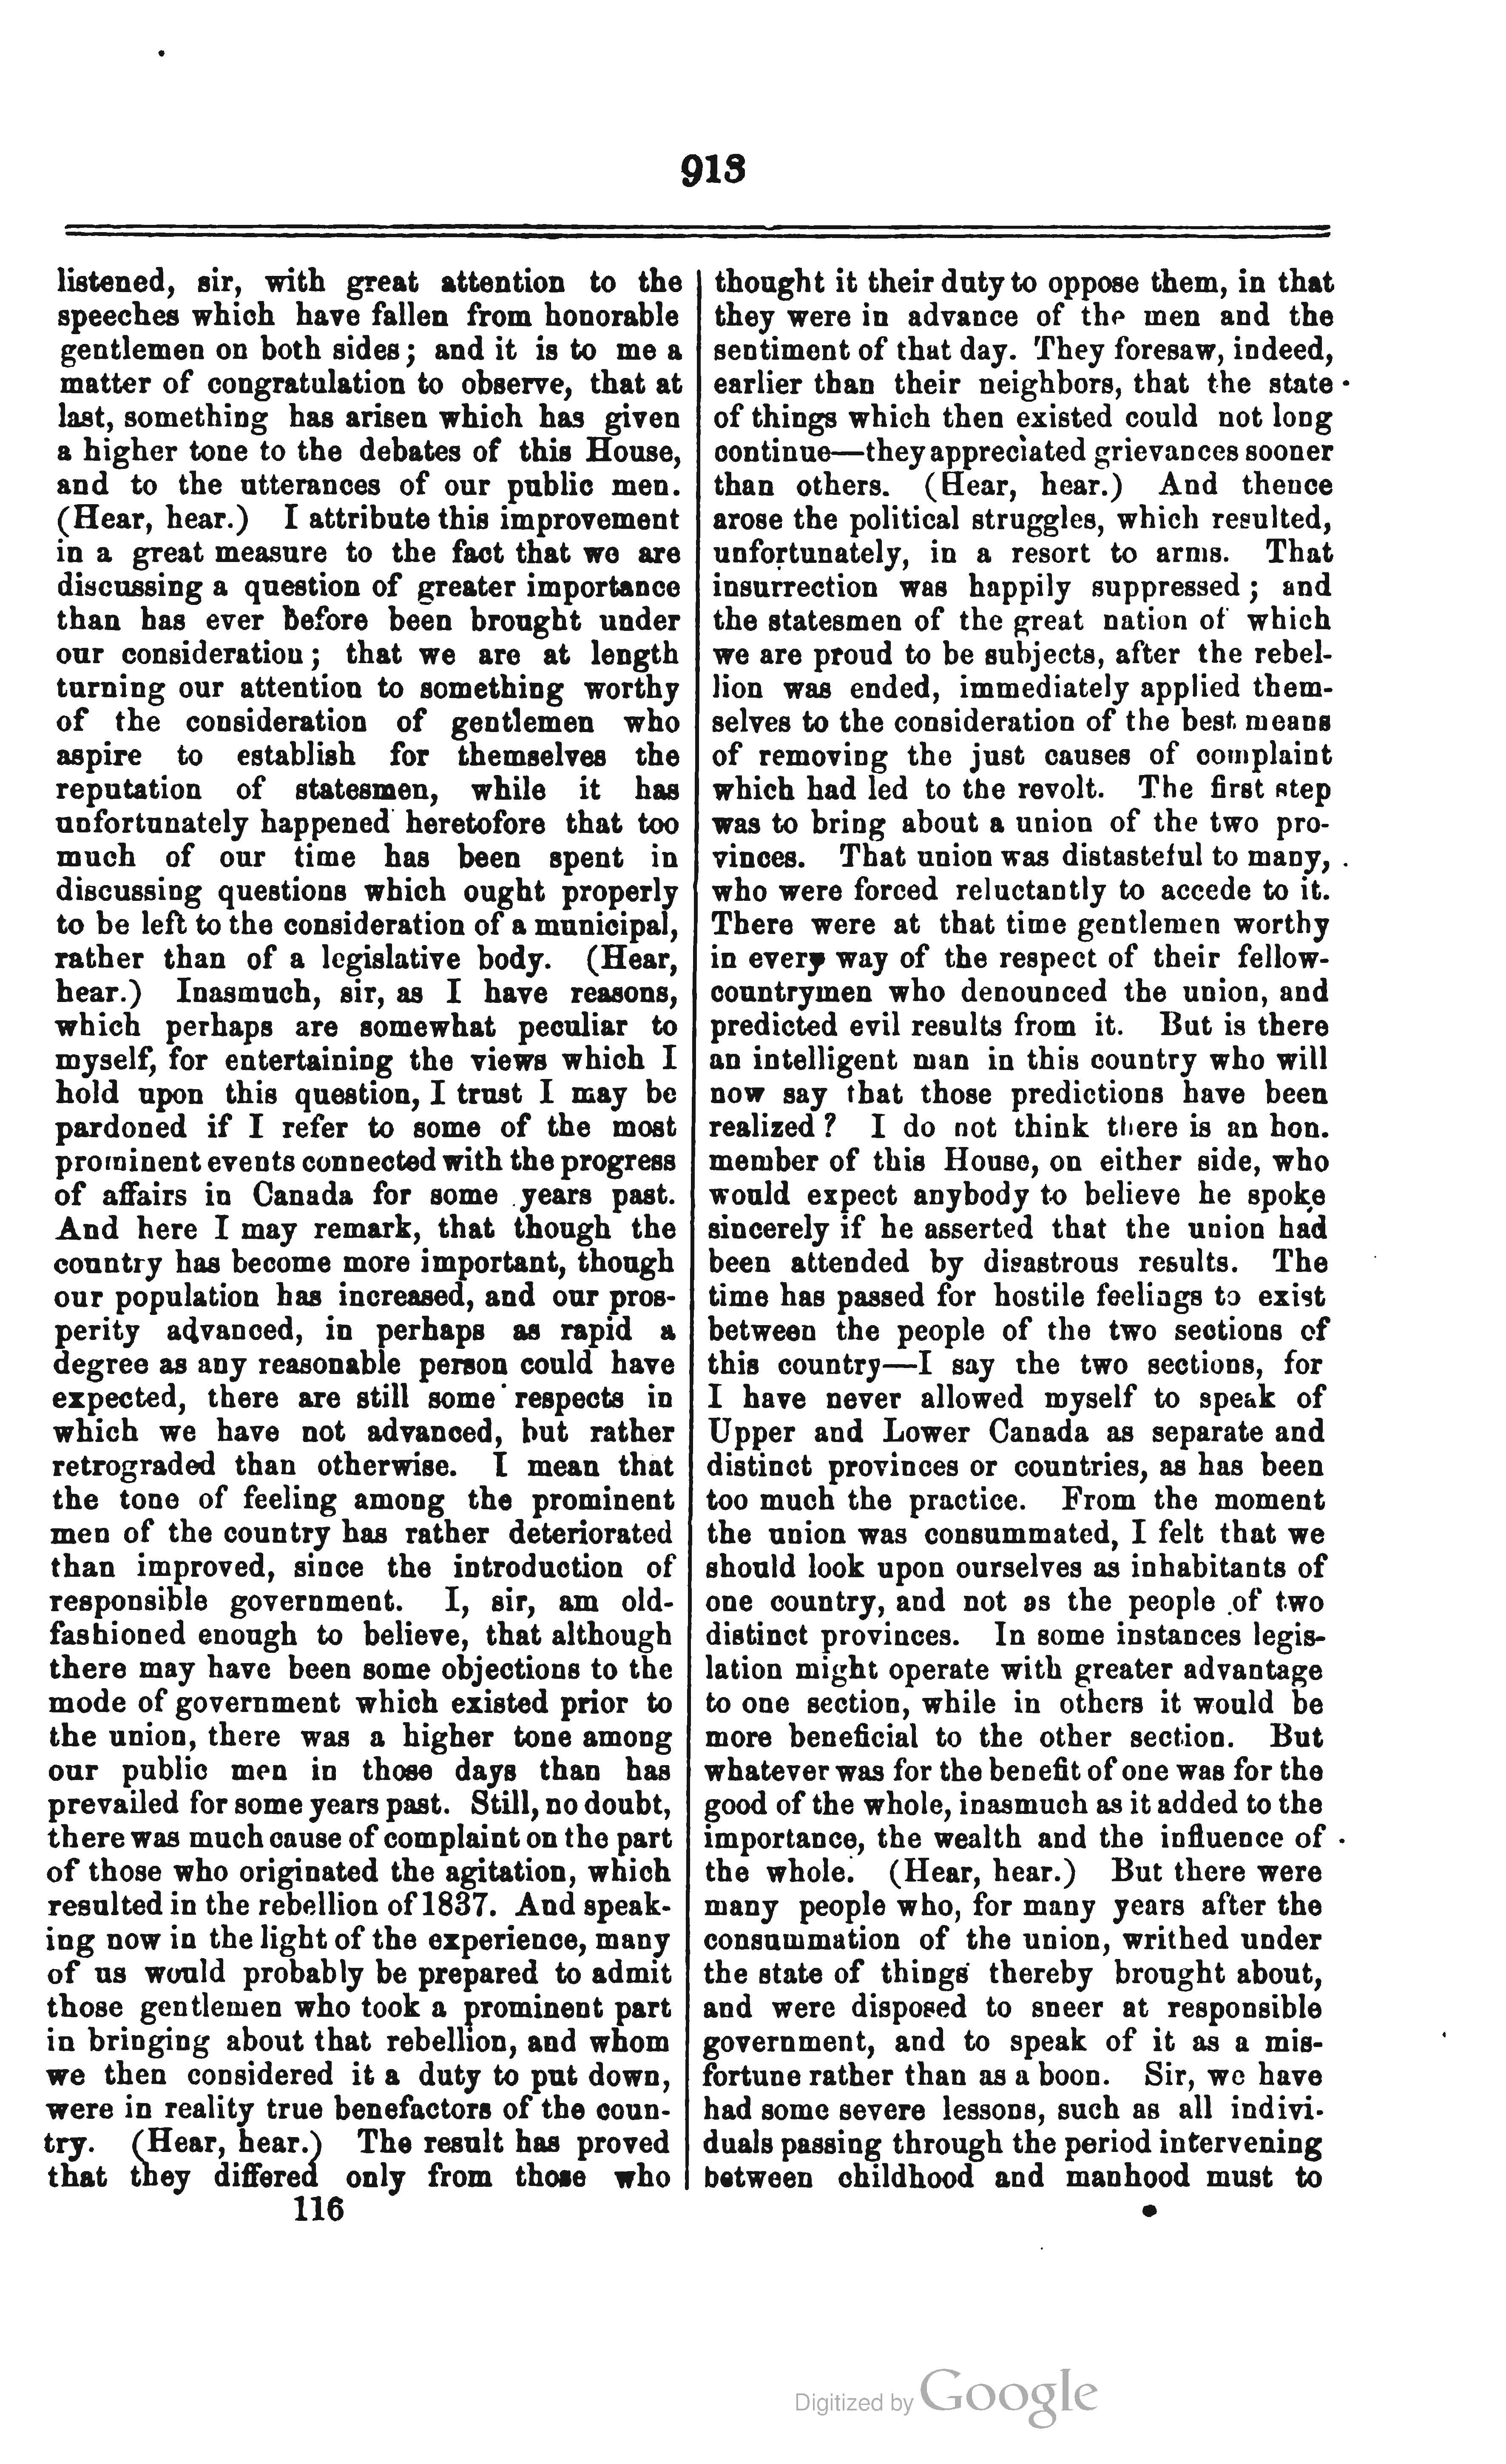 913
listened, sir, with great attention to the
speeches which have fallen from honorable
gentlemen on both sides; and it is to me a
matter of congratulation to observe, that at
last, something has arisen which has given
a higher tone to the debates of this House,
and to the utterances of our public men.
(Hear, hear.) I attribute this improvement
in a great measure to the fact that we are
discussing a question of greater importance
than has ever before been brought under
our consideration; that we are at length
turning our attention to something worthy
of the consideration of gentlemen who
aspire to establish for themselves the
reputation of statesmen, while it has
unfortunately happened heretofore that too
much of our time has been spent in
discussing questions which ought properly
to be left to the consideration of a municipal,
rather than of a legislative body. (Hear,
hear.) Inasmuch, sir, as I have reasons,
which perhaps are somewhat peculiar to
myself, for entertaining the views which I
hold upon this question, I trust I may be
pardoned if I refer to some of the most
prominent events connected with the progress
of affairs in Canada for some years past.
And here I may remark, that though the
country has become more important, though
our population has increased, and our pros-
perity advanced, in perhaps as rapid a
degree as any reasonable person could have
expected, there are still some respects in
which we have not advanced, but rather
retrograded than otherwise. I mean that
the tone of feeling among the prominent
men of the country has rather deteriorated
than improved, since the introduction of
responsible government. I, sir, am old-
fashioned enough to believe, that although
there may have been some objections to the
mode of government which existed prior to
the union, there was a higher tone among
our public men in those days than has
prevailed for some years past. Still, no doubt,
there was much cause of complaint on the part
of those who originated the agitation, which
resulted in the rebellion of 1837. And speak-
ing now in the light of the experience, many
of us would probably be prepared to admit
those gentlemen who took a prominent part
in bringing about that rebellion, and whom
we then considered it a duty to put down,
were in reality true benefactors of the coun-
try. (Hear, hear.) The result has proved
that they differed only from those who
116
thought it their duty to oppose them, in that
they were in advance of the men and the
sentiment of that day. They foresaw, indeed,
earlier than their neighbors, that the state
of things which then existed could not long
continue—they appreciated grievances sooner
than others. (Hear, hear.) And thence
arose the political struggles, which resulted,
unfortunately, in a resort to arms. That
insurrection was happily suppressed; and
the statesmen of the great nation of which
we are proud to be subjects, after the rebel-
lion was ended, immediately applied them-
selves to the consideration of the best means
of removing the just causes of complaint
which had led to the revolt. The first step
was to bring about a union of the two pro-
vinces. That union was distasteful to many,
who were forced reluctantly to accede to it.
There were at that time gentlemen worthy
in every way of the respect of their fellow-
countrymen who denounced the union, and
predicted evil results from it. But is there
an intelligent man in this country who will
now say that those predictions have been
realized? I do not think there is an hon.
member of this House, on either side, who
would expect anybody to believe he spoke
sincerely if he asserted that the union had
been attended by disastrous results. The
time has passed for hostile feelings to exist
between the people of the two sections of
this country—I say the two sections, for
I have never allowed myself to speak of
Upper and Lower Canada as separate and
distinct provinces or countries, as has been
too much the practice. From the moment
the union was consummated, I felt that we
should look upon ourselves as inhabitants of
one country, and not as the people of two
distinct provinces. In some instances legis-
lation might operate with greater advantage
to one section, while in others it would be
more beneficial to the other section. But
whatever was for the benefit of one was for the
good of the whole, inasmuch as it added to the
importance, the wealth and the influence of
the whole. (Hear, hear.) But there were
many people who, for many years after the
consummation of the union, writhed under
the state of things thereby brought about,
and were disposed to sneer at responsible
government, and to speak of it as a mis-
fortune rather than as a boon. Sir, we have
had some severe lessons, such as all indivi-
duals passing through the period intervening
between childhood and manhood must to
Digitized by Google